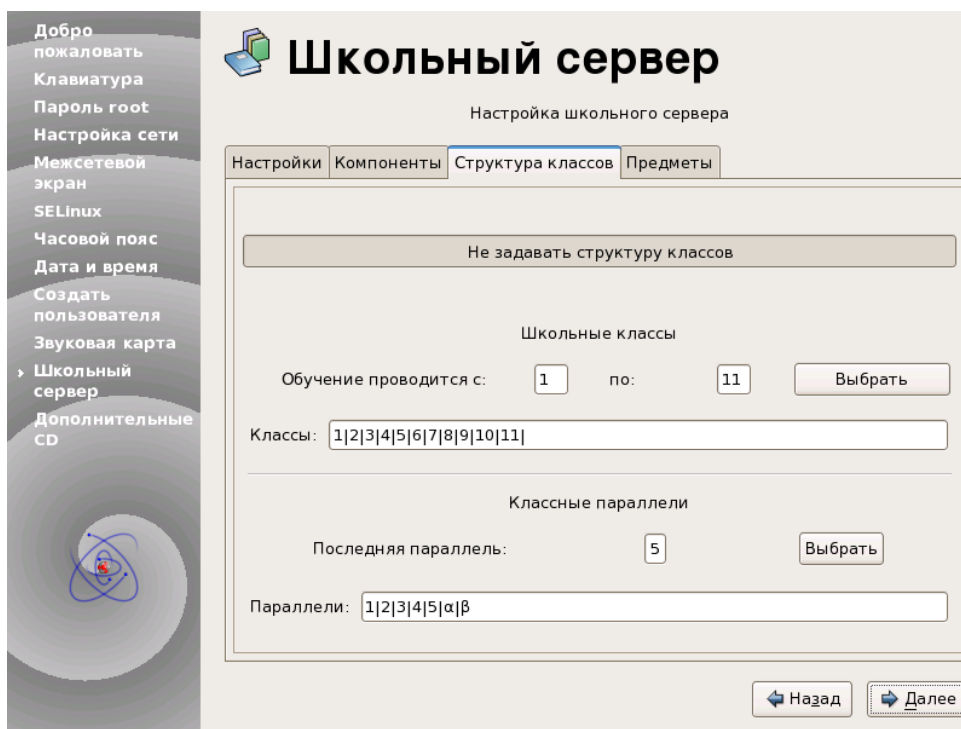 Добро
пожаловать
Клавиатура
Пароль root
Настройка сети
Межсетевой
экран
SELinux
Часовой пояс
Дата и время
Создать
пользователя
Звуковая карта
Школьный
сервер
Дополнительные
CD
Школьный сервер
Настройка школьного сервера
Настройки Компоненты Структура классов Предметы
Не задавать структуру классов
Школьные классы
Обучение проводится с: 1 по: 11 Выбрать
Классы: 1|2|3|4|5|6|7|8|9|10|11|
Классные параллели
Последняя параллель: 5 Выбрать
Параллели: 1|2|3|4|5|α|β
Назад Далее